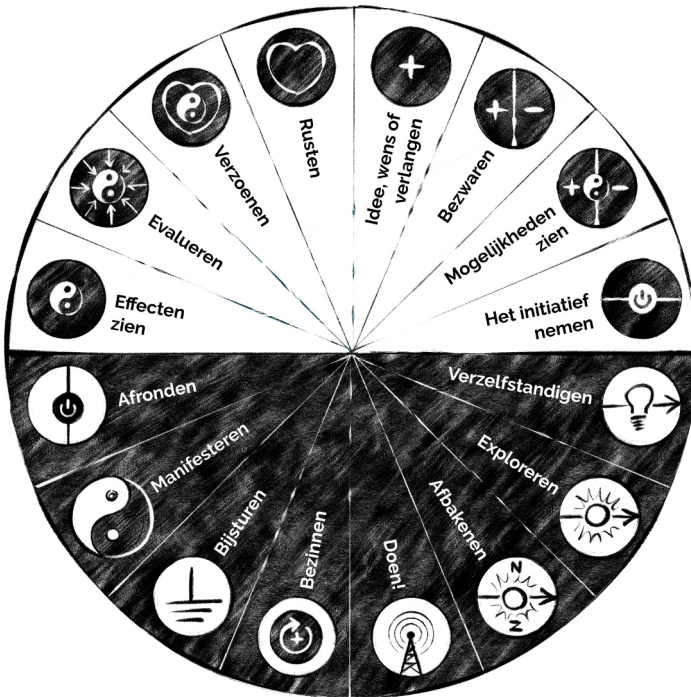 Idee, wens of
verlangen
Bezwaren
Mogelijkheden
zien
Het initiatief
nemen
Verzelfstandigen
Exploreren
Afbakenen
N
Z
Doen!
Bezinnen
Bijsturen
Manifesteren
Afronden
Effecten
zien
Evalueren
Verzoenen
Rusten